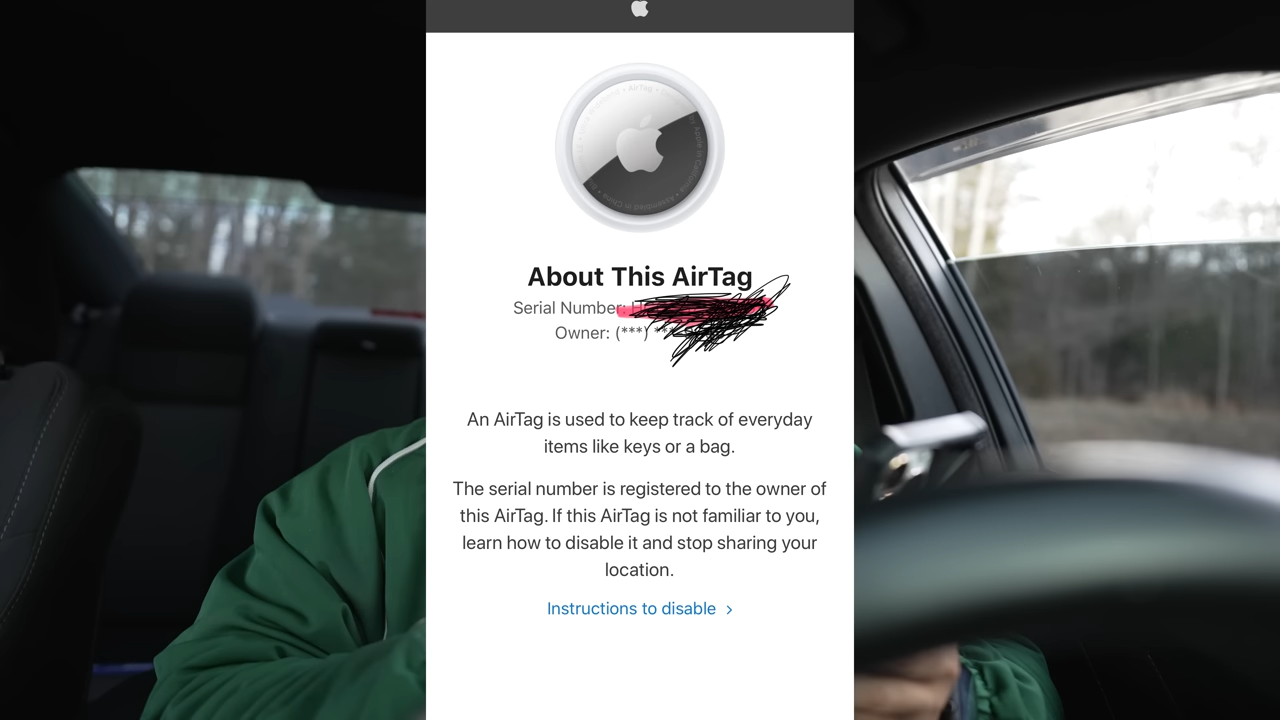 About This AirTag
Serial Number:
Owner: (***)
An AirTag is used to keep track of everyday
items like keys or a bag.
The serial number is registered to the owner of
this AirTag. If this AirTag is not familiar to you,
learn how to disable it and stop sharing your
location.
Instructions to disable